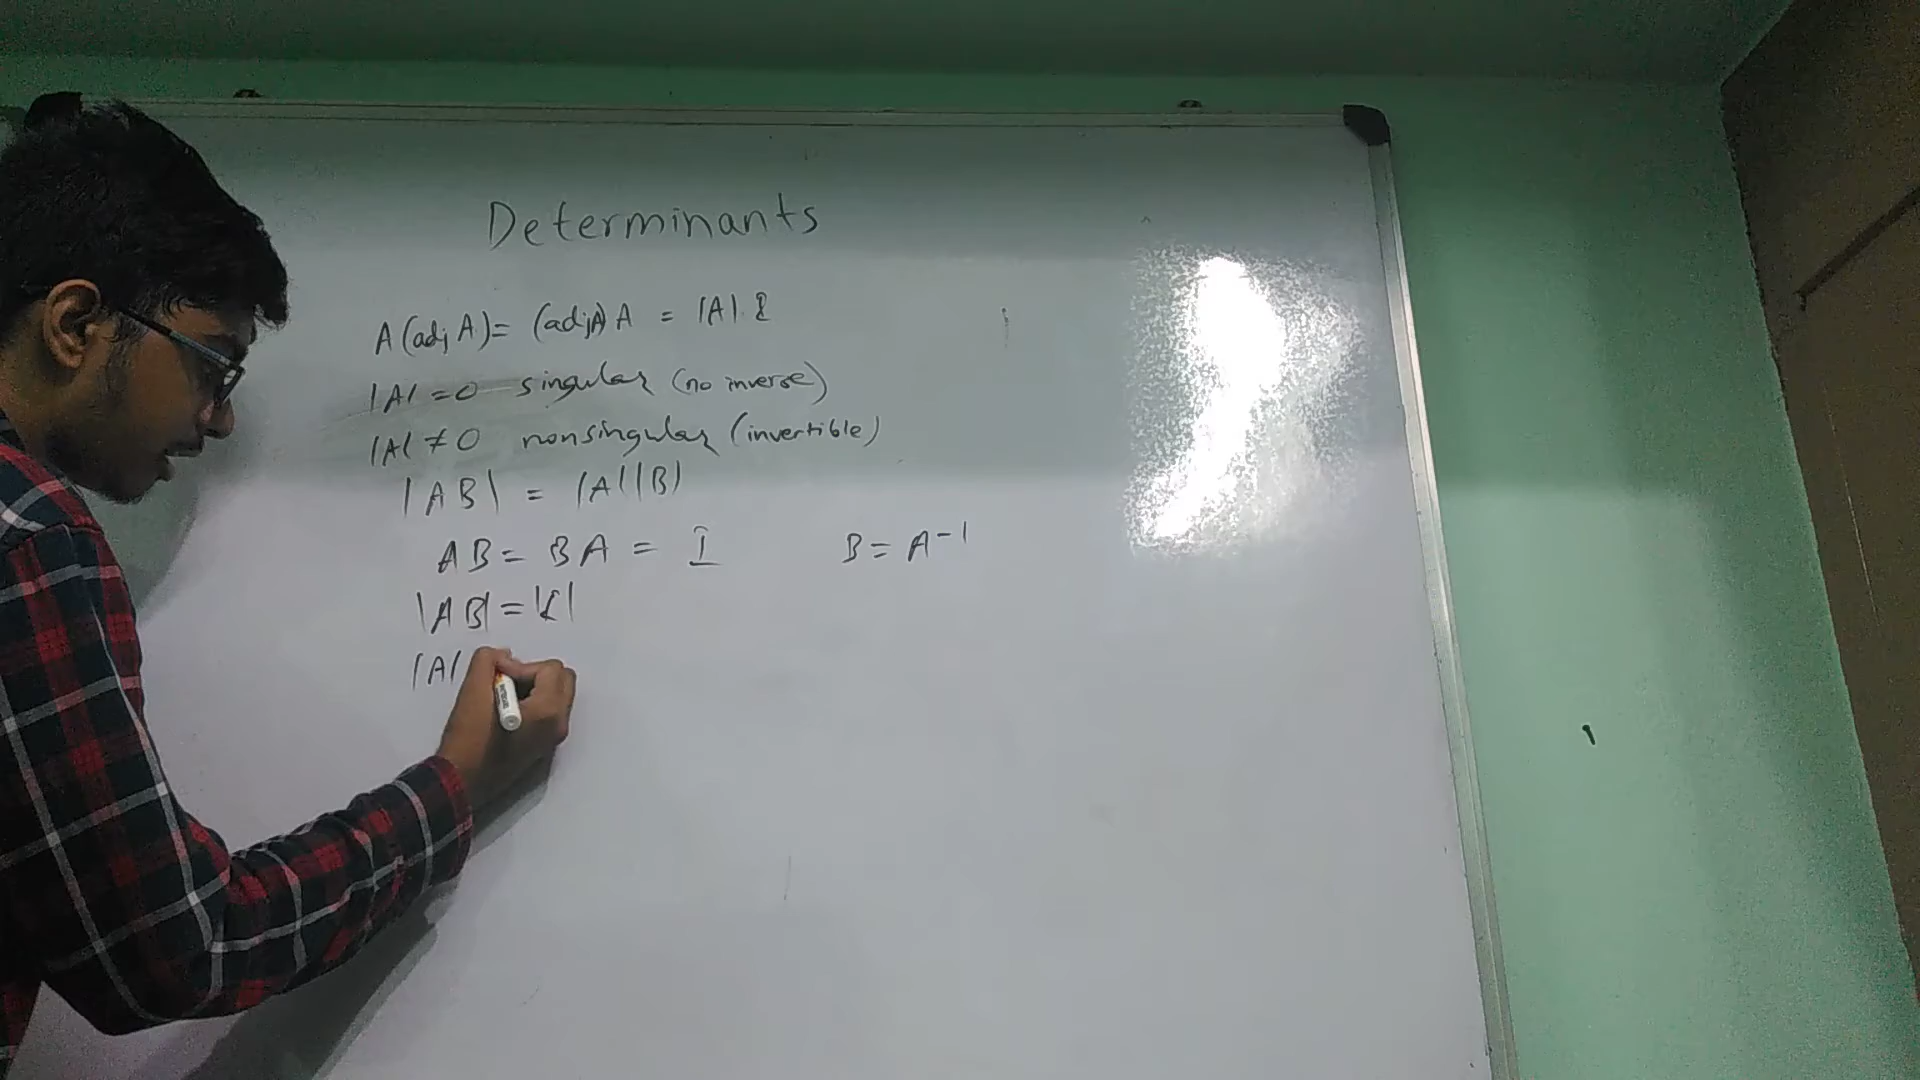 Determinants
A(adj A)= (adjA) A = |A|. I
|A| = 0 singular (no inverse)
|A| ≠ 0 nonsingular (invertible)
|AB| = |A||B|
AB = BA = I B = A-1
|AB| = |I|
|A|